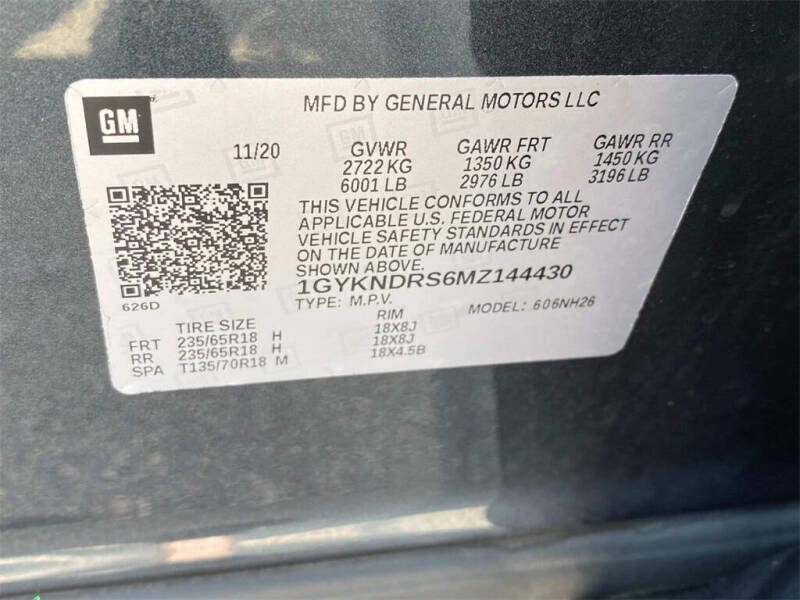 GM
MFD BY GENERAL MOTORS LLC
11/20 GVWR GAWR FRT GAWR RR
2722 KG 1350 KG 1450 KG
6001 LB 2976 LB 3196 LB
THIS VEHICLE CONFORMS TO ALL
APPLICABLE U.S. FEDERAL MOTOR
VEHICLE SAFETY STANDARDS IN EFFECT
ON THE DATE OF MANUFACTURE
SHOWN ABOVE.
1GYKNDRS6MZ144430
626D
TYPE: M.P.V. MODEL: 606NH26
TIRE SIZE RIM
FRT 235/65R18 H 18X8J
RR 235/65R18 H 18X8J
SPA T135/70R18 M 18X4.5B